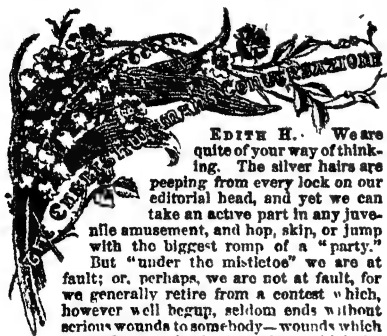 EDITH H. We are
quite of your way of think-
ing. The silver hairs are
peeping from every lock on our
editorial head, and yet we can
take an active part in any juve-
nile amusement, and hop, skip, or jump
with the biggest romp of a "party."
But "under the mistletoe" we are at
fault; or, perhaps, we are not at fault, for
we generally retire from a contest which,
however well begun, seldom ends without
serious wounds to somebody—wounds which